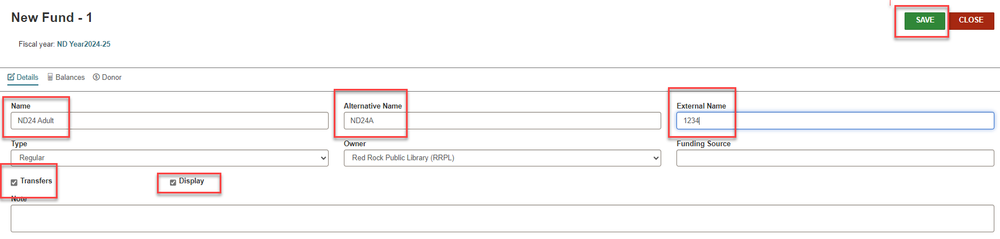 New Fund - 1
SAVE CLOSE
Fiscal year: ND Year2024-25
Details Balances Donor
Name Alternative Name External Name
ND24 Adult ND24A 1234
Type Owner Funding Source
Regular Red Rock Public Library (RRPL)
Transfers Display
Note